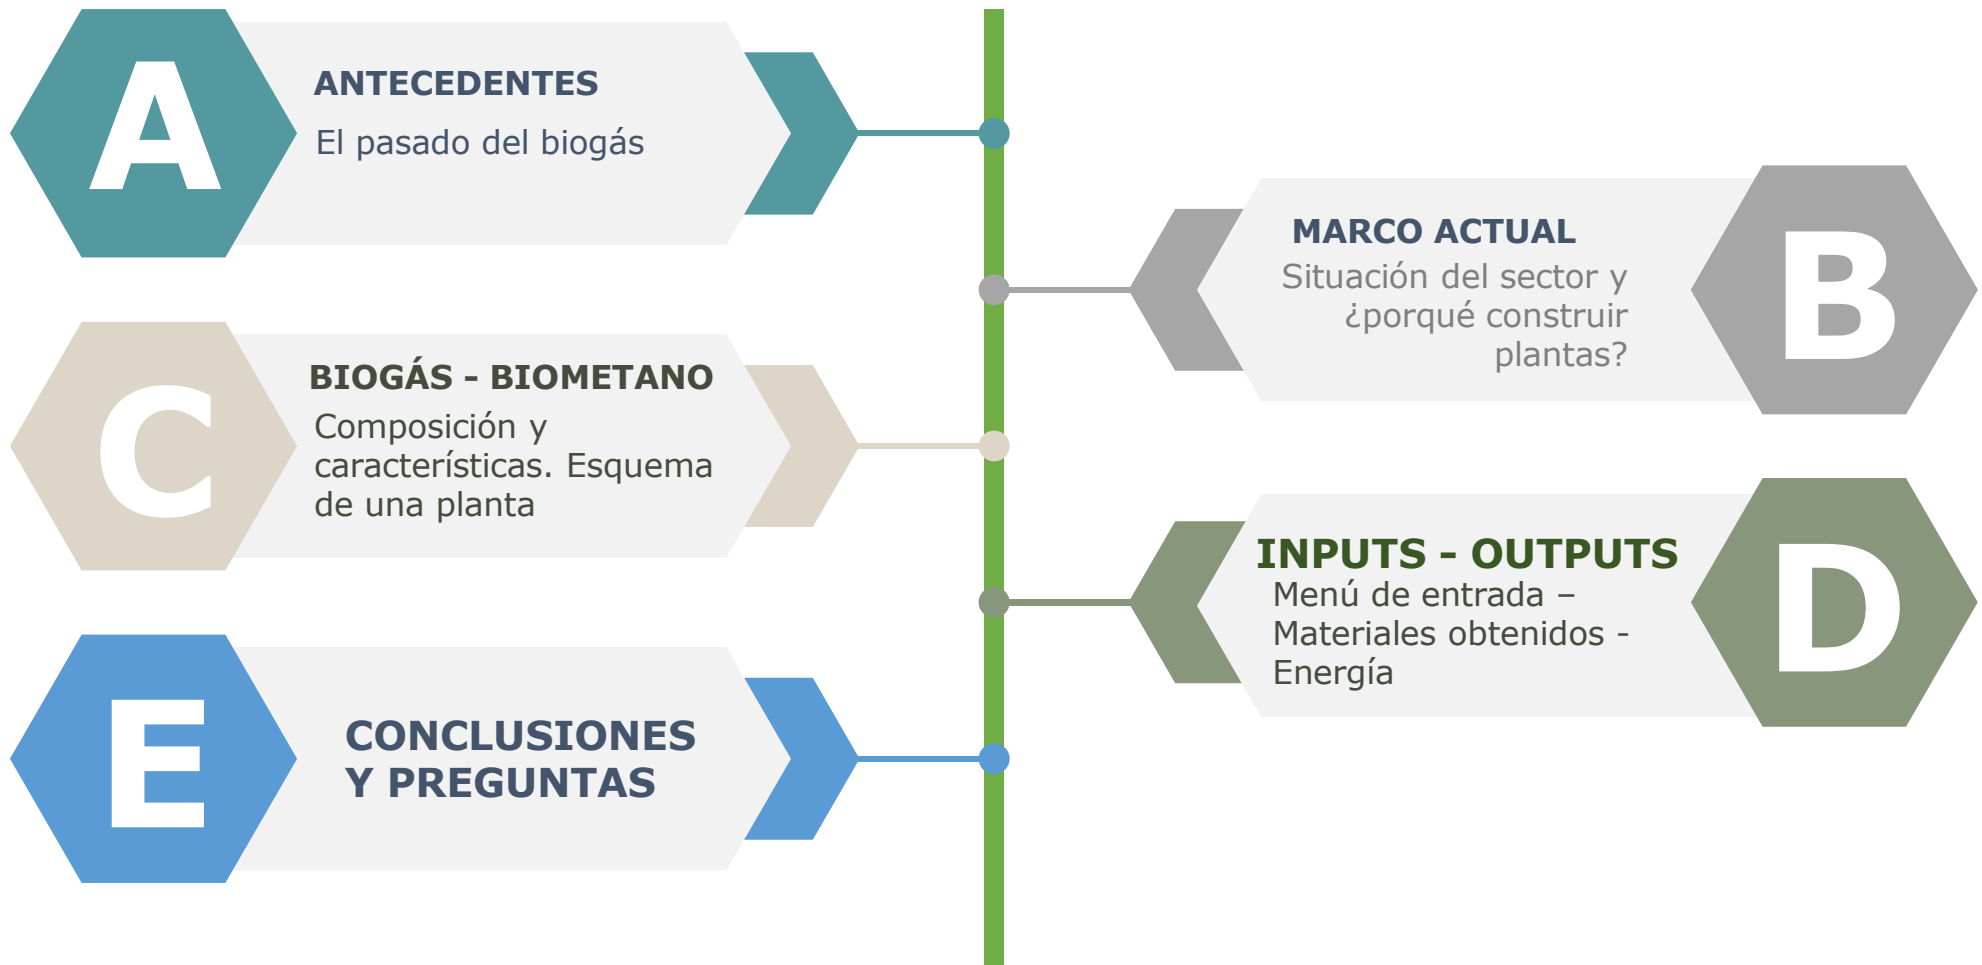 A
ANTECEDENTES
El pasado del biogás
B
MARCO ACTUAL
Situación del sector y
¿porqué construir
plantas?
C
BIOGÁS – BIOMETANO
Composición y
características. Esquema
de una planta
D
INPUTS – OUTPUTS
Menú de entrada –
Materiales obtenidos -
Energía
E
CONCLUSIONES
Y PREGUNTAS